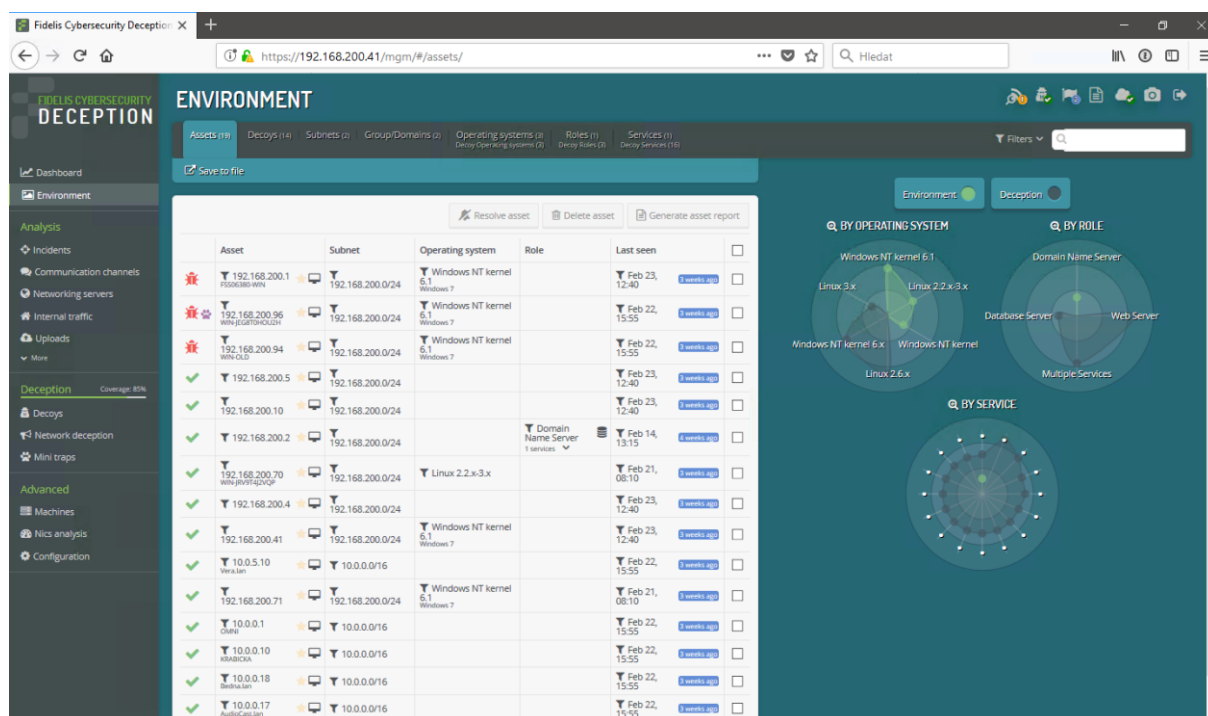 Fidelis Cybersecurity Deception
https://192.168.200.41/mgm/#/assets/
Hledat
FIDELIS CYBERSECURITY
DECEPTION
Dashboard
Environment
Analysis
Incidents
Communication channels
Networking servers
Internal traffic
Uploads
More
Deception Coverage: 85%
Decoys
Network deception
Mini traps
Advanced
Machines
Nics analysis
Configuration
ENVIRONMENT
Assets (19) Decoys (14) Subnets (2) Group/Domains (2) Operating systems (3) Roles (1) Services (1)
Decoy Operating systems (3) Decoy Roles (3) Decoy Services (16)
Filters
Save to file
Resolve asset Delete asset Generate asset report
Asset Subnet Operating system Role Last seen
192.168.200.1 192.168.200.0/24 Windows NT kernel 6.1 Feb 23, 12:40 3 weeks ago
FSS06380-WIN Windows 7
192.168.200.96 192.168.200.0/24 Windows NT kernel 6.1 Feb 22, 15:55 3 weeks ago
WIN-JEG8T0HOU2H Windows 7
192.168.200.94 192.168.200.0/24 Windows NT kernel 6.1 Feb 22, 15:55 3 weeks ago
WIN-OLD Windows 7
192.168.200.5 192.168.200.0/24 Feb 23, 12:40 3 weeks ago
192.168.200.10 192.168.200.0/24 Feb 23, 12:40 3 weeks ago
192.168.200.2 192.168.200.0/24 Domain Name Server Feb 14, 13:15 4 weeks ago
1 services
192.168.200.70 192.168.200.0/24 Linux 2.2.x-3.x Feb 21, 08:10 3 weeks ago
WIN-JRV9T4J2VQP
192.168.200.4 192.168.200.0/24 Feb 23, 12:40 3 weeks ago
192.168.200.41 192.168.200.0/24 Windows NT kernel 6.1 Feb 23, 12:40 3 weeks ago
Windows 7
10.0.5.10 10.0.0.0/16 Feb 22, 15:55 3 weeks ago
Vera.lan
192.168.200.71 192.168.200.0/24 Windows NT kernel 6.1 Feb 21, 08:10 3 weeks ago
Windows 7
10.0.0.1 10.0.0.0/16 Feb 22, 15:55 3 weeks ago
OMNI
10.0.0.10 10.0.0.0/16 Feb 22, 15:55 3 weeks ago
KRABICKA
10.0.0.18 10.0.0.0/16 Feb 22, 15:55 3 weeks ago
Bedna.lan
10.0.0.17 10.0.0.0/16 Feb 22, 15:55 3 weeks ago
AudioCast.lan
Environment Deception
BY OPERATING SYSTEM
Windows NT kernel 6.1
Linux 3.x Linux 2.2.x-3.x
Windows NT kernel 6.x Windows NT kernel
Linux 2.6.x
BY ROLE
Domain Name Server
Database Server Web Server
Multiple Services
BY SERVICE